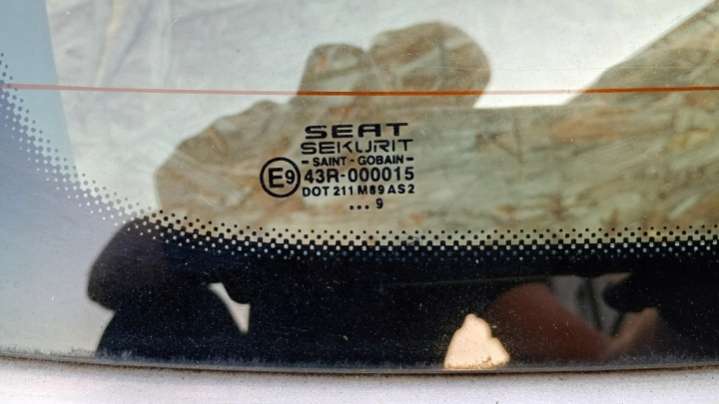 SEAT
SEKURIT
- SAINT - GOBAIN -
E9 43R-000015
DOT 211 M89 AS2
... 9